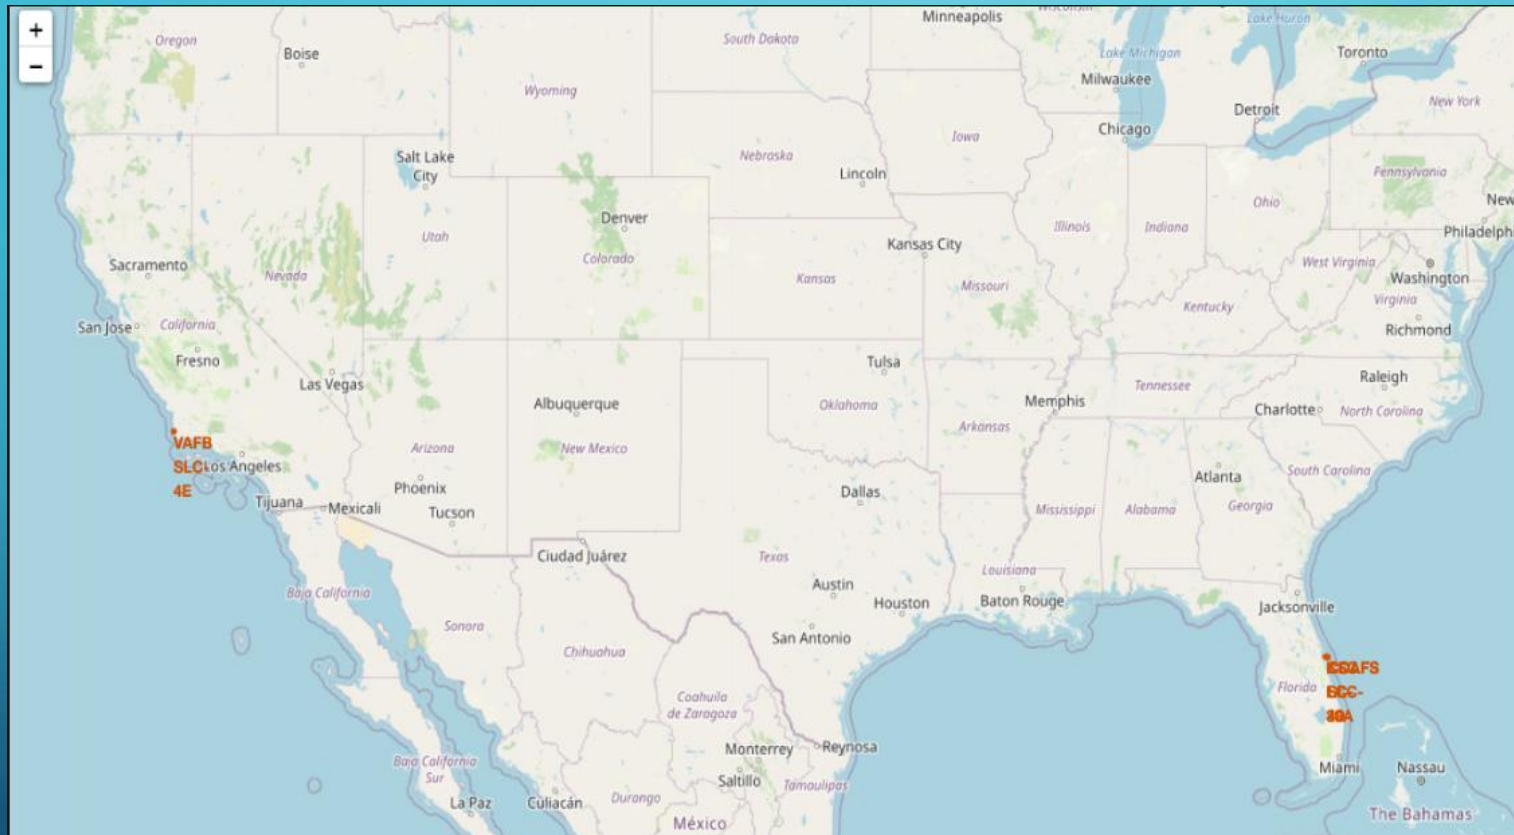 +
−
Oregon
Boise
Wyoming
South Dakota
Minneapolis
Wisconsin
Lake Michigan
Lake Huron
Toronto
Milwaukee
Detroit
New York
Chicago
Iowa
Nebraska
Lincoln
Salt Lake
City
Pennsylvania
New
Philadelph
Ohio
Illinois
Indiana
Denver
Utah
Colorado
Kansas City
Kansas
Missouri
Sacramento
Nevada
West Virginia
Washington
Virginia
Kentucky
Richmond
San Jose
California
Fresno
Las Vegas
Tulsa
Albuquerque
Oklahoma
Memphis
Tennessee
Raleigh
Charlotte
North Carolina
Arkansas
VAFB
SLC-
4E
Los Angeles
Arizona
New Mexico
South Carolina
Atlanta
Phoenix
Dallas
Tijuana
Mexicali
Tucson
Mississippi
Alabama
Georgia
Ciudad Juárez
Texas
Louisiana
Baja California
Austin
Houston
Baton Rouge
Jacksonville
Sonora
San Antonio
Chihuahua
Florida
Coahuila
de Zaragoza
Monterrey
Reynosa
Baja California
Sur
Saltillo
Tamaulipas
Miami
Nassau
La Paz
Culiacán
Durango
México
The Bahamas